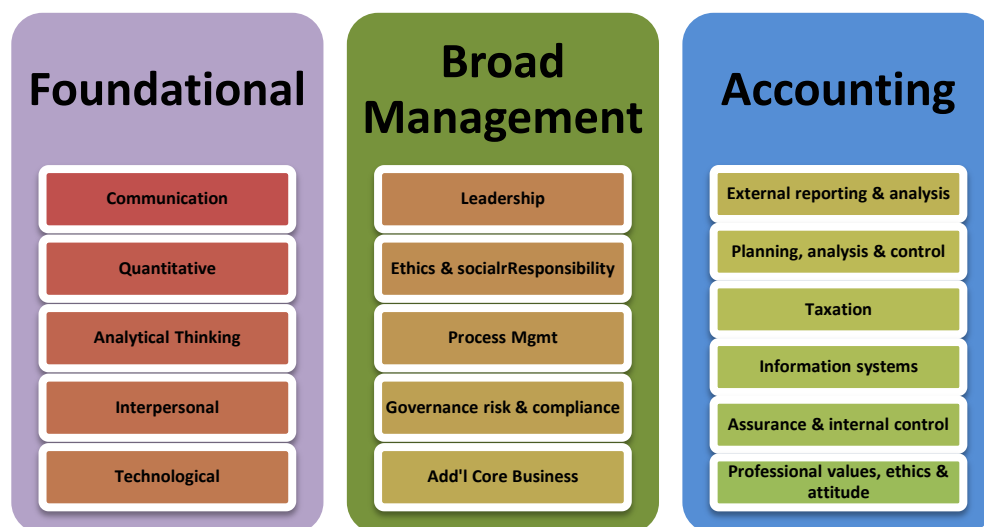 Foundational
Communication
Quantitative
Analytical Thinking
Interpersonal
Technological
Broad
Management
Leadership
Ethics & socialrResponsibility
Process Mgmt
Governance risk & compliance
Add'l Core Business
Accounting
External reporting & analysis
Planning, analysis & control
Taxation
Information systems
Assurance & internal control
Professional values, ethics &
attitude